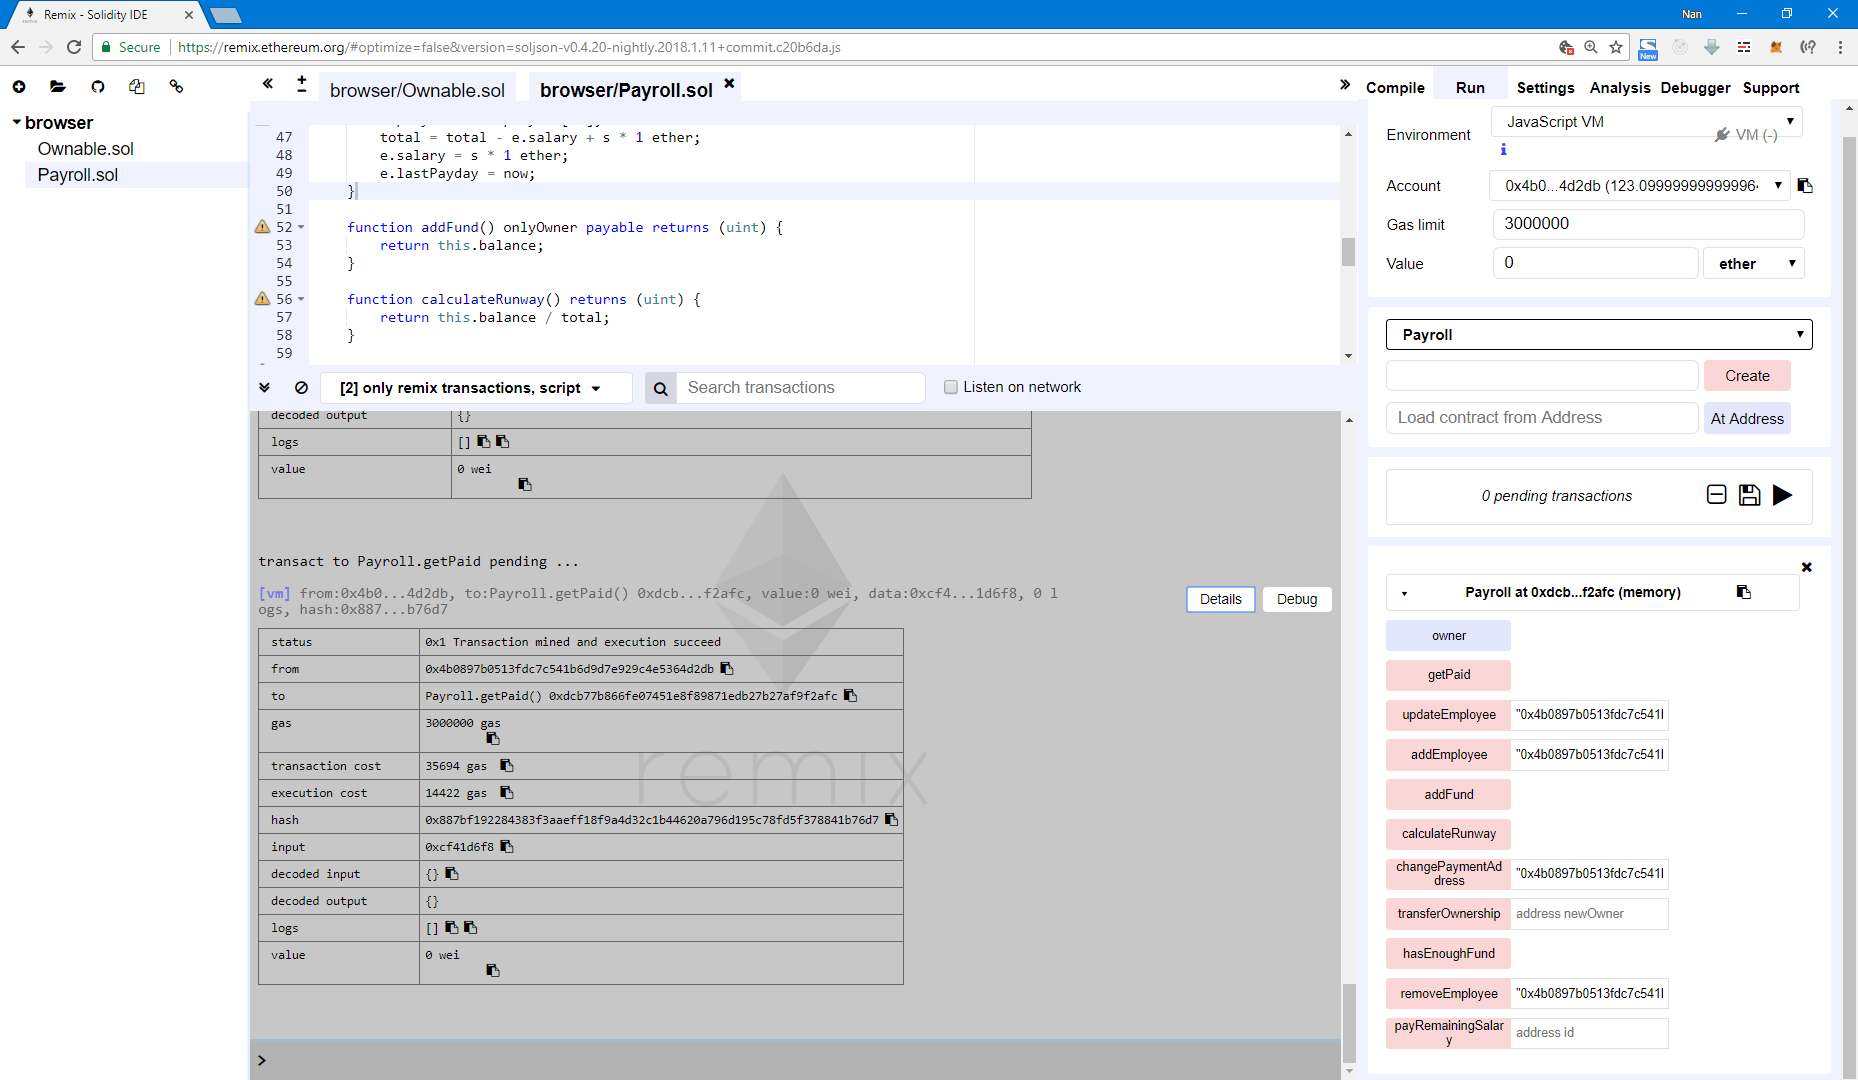 Remix - Solidity IDE
Nan
Secure
https://remix.ethereum.org/#optimize=false&version=soljson-v0.4.20-nightly.2018.1.11+commit.c20b6da.js
New
browser/Ownable.sol
browser/Payroll.sol
Compile
Run
Settings
Analysis
Debugger
Support
browser
Ownable.sol
Payroll.sol
47 total = total - e.salary + s * 1 ether;
48 e.salary = s * 1 ether;
49 e.lastPayday = now;
50 }
51
52 function addFund() onlyOwner payable returns (uint) {
53 return this.balance;
54 }
55
56 function calculateRunway() returns (uint) {
57 return this.balance / total;
58 }
59
[2] only remix transactions, script
Search transactions
Listen on network
decoded output {}
logs []
value 0 wei
transact to Payroll.getPaid pending ...
[vm] from:0x4b0...4d2db, to:Payroll.getPaid() 0xdcb...f2afc, value:0 wei, data:0xcf4...1d6f8, 0 l
ogs, hash:0x887...b76d7
Details
Debug
status 0x1 Transaction mined and execution succeed
from 0x4b0897b0513fdc7c541b6d9d7e929c4e5364d2db
to Payroll.getPaid() 0xdcb77b866fe07451e8f89871edb27b27af9f2afc
gas 3000000 gas
transaction cost 35694 gas
execution cost 14422 gas
hash 0x887bf192284383f3aaeff18f9a4d32c1b44620a796d195c78fd5f378841b76d7
input 0xcf41d6f8
decoded input {}
decoded output {}
logs []
value 0 wei
remix
>
Environment
JavaScript VM
VM (-)
Account
0x4b0...4d2db (123.09999999999996
Gas limit
3000000
Value
0
ether
Payroll
Create
Load contract from Address
At Address
0 pending transactions
Payroll at 0xdcb...f2afc (memory)
owner
getPaid
updateEmployee "0x4b0897b0513fdc7c541
addEmployee "0x4b0897b0513fdc7c541
addFund
calculateRunway
changePaymentAd
dress
"0x4b0897b0513fdc7c541
transferOwnership address newOwner
hasEnoughFund
removeEmployee "0x4b0897b0513fdc7c541
payRemainingSalar
y
address id